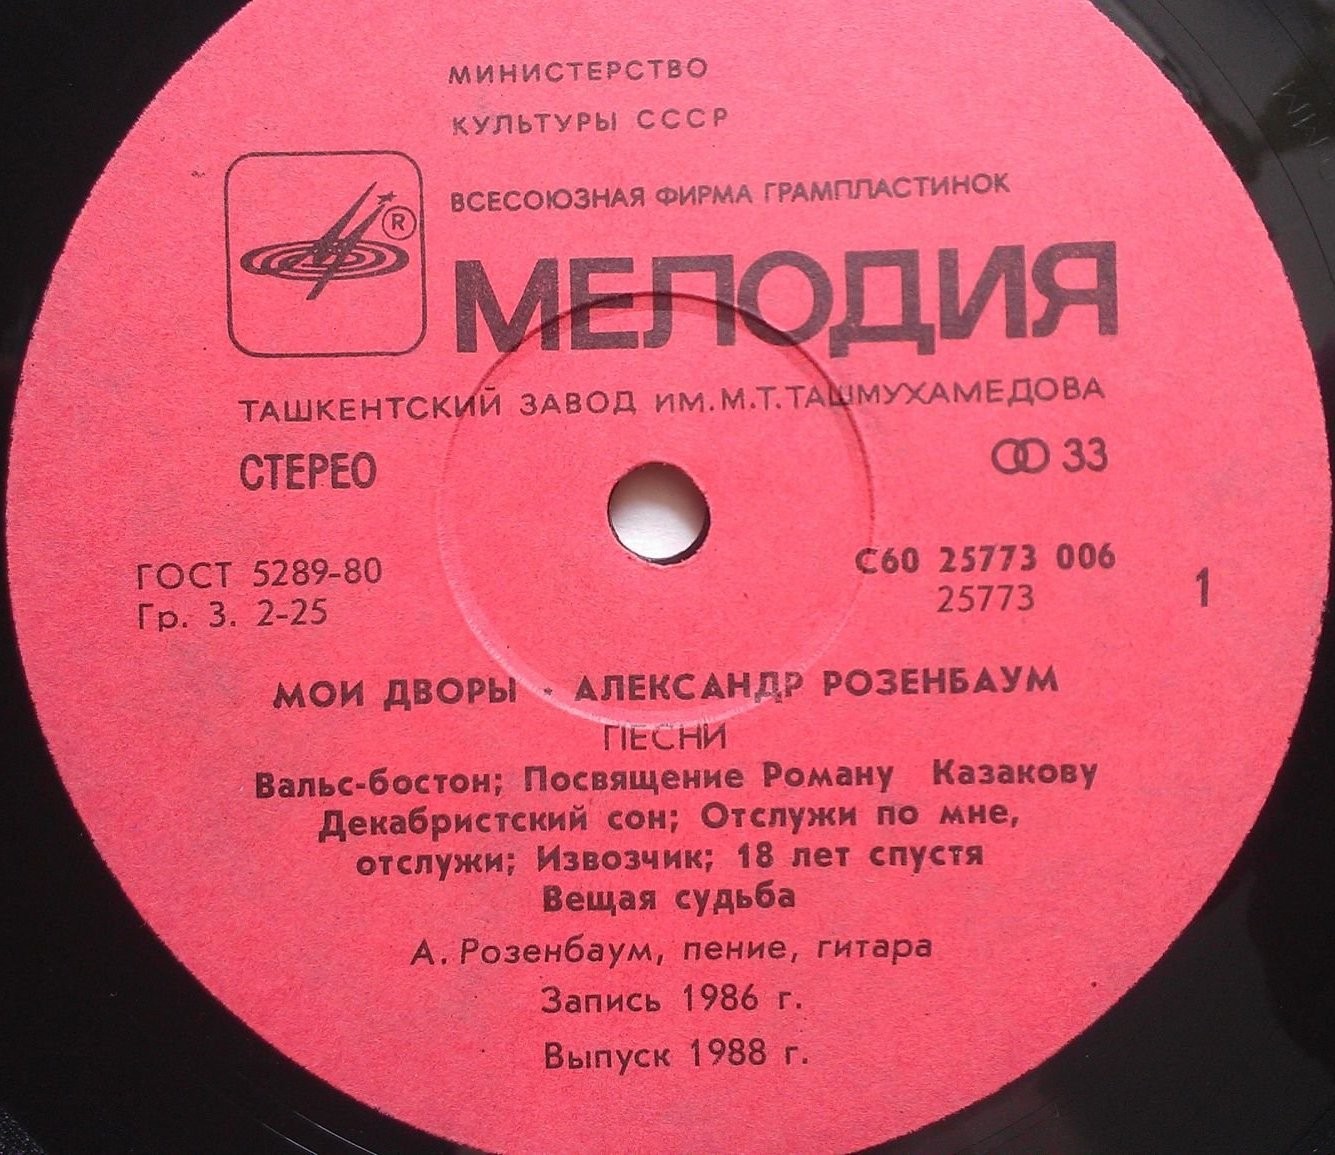 МИНИСТЕРСТВО
КУЛЬТУРЫ СССР
ВСЕСОЮЗНАЯ ФИРМА ГРАМПЛАСТИНОК
®
МЕЛОДИЯ
ТАШКЕНТСКИЙ ЗАВОД ИМ. М. Т. ТАШМУХАМЕДОВА
СТЕРЕО
33
ГОСТ 5289-80
Гр. 3. 2-25
С60 25773 006
25773
1
МОИ ДВОРЫ · АЛЕКСАНДР РОЗЕНБАУМ
ПЕСНИ
Вальс-бостон; Посвящение Роману Казакову
Декабристский сон; Отслужи по мне,
отслужи; Извозчик; 18 лет спустя
Вещая судьба
А. Розенбаум, пение, гитара
Запись 1986 г.
Выпуск 1988 г.